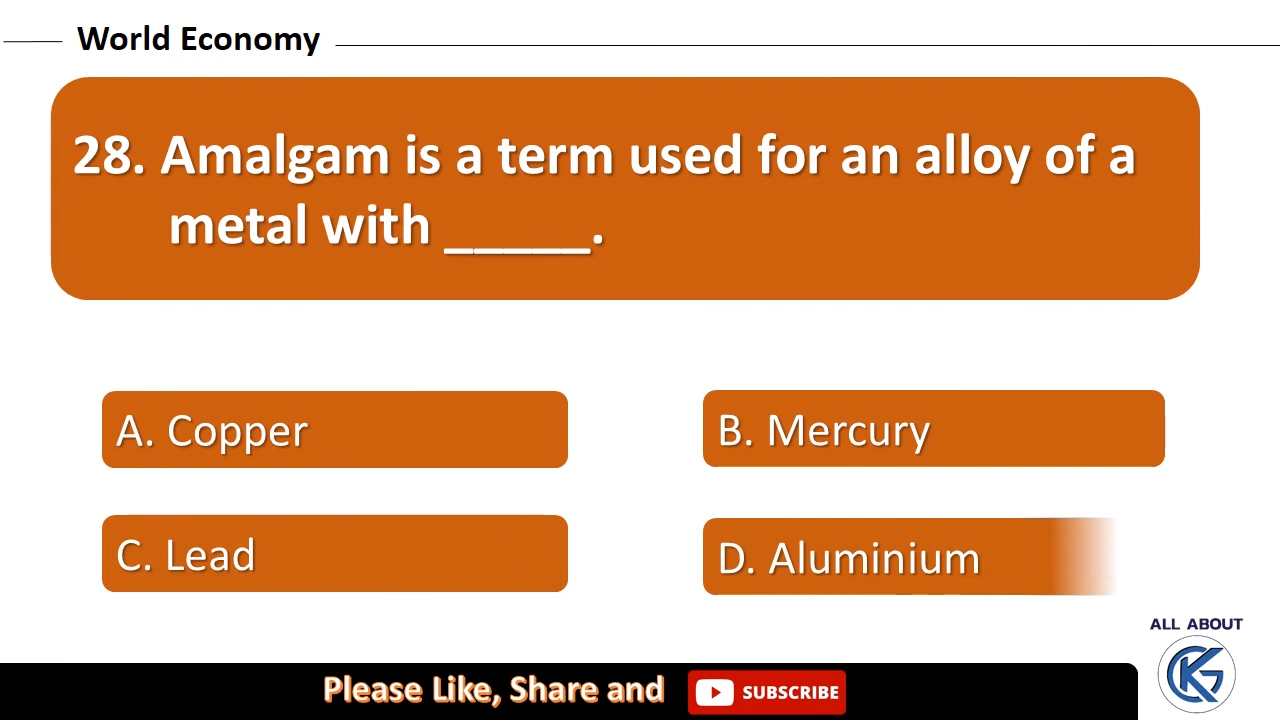 World Economy
28. Amalgam is a term used for an alloy of a
metal with _____.
A. Copper
B. Mercury
C. Lead
D. Aluminium
ALL ABOUT
GK
Please Like, Share and
SUBSCRIBE